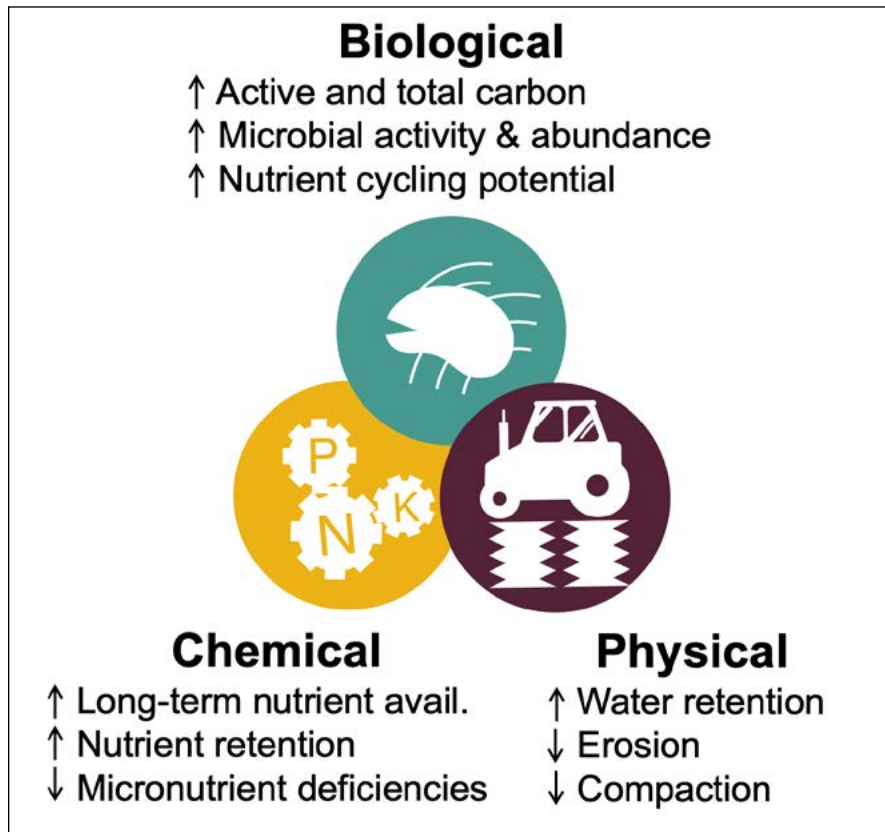 Biological
↑ Active and total carbon
↑ Microbial activity & abundance
↑ Nutrient cycling potential
P
N
K
Chemical
↑ Long-term nutrient avail.
↑ Nutrient retention
↓ Micronutrient deficiencies
Physical
↑ Water retention
↓ Erosion
↓ Compaction